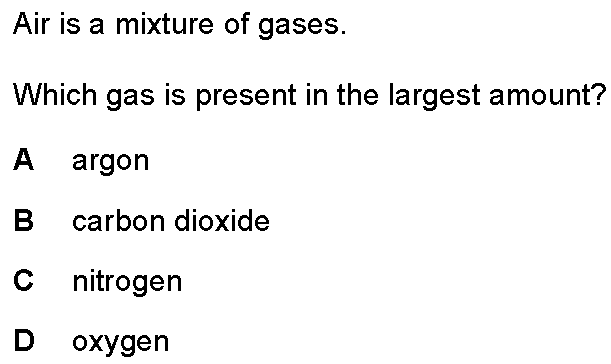 Air is a mixture of gases.
Which gas is present in the largest amount?
A argon
B carbon dioxide
C nitrogen
D oxygen